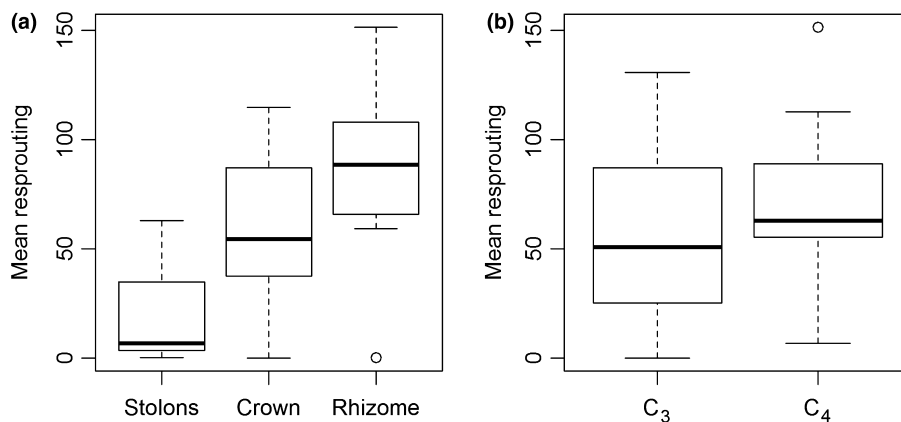 (a)
Mean resprouting
150
100
50
0
Stolons Crown Rhizome
(b)
Mean resprouting
150
100
50
0
C₃ C₄